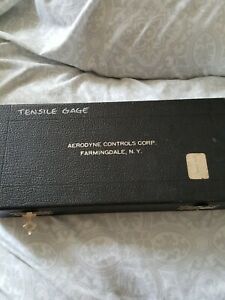 TENSILE GAGE
AERODYNE CONTROLS CORP.
FARMINGDALE, N.Y.